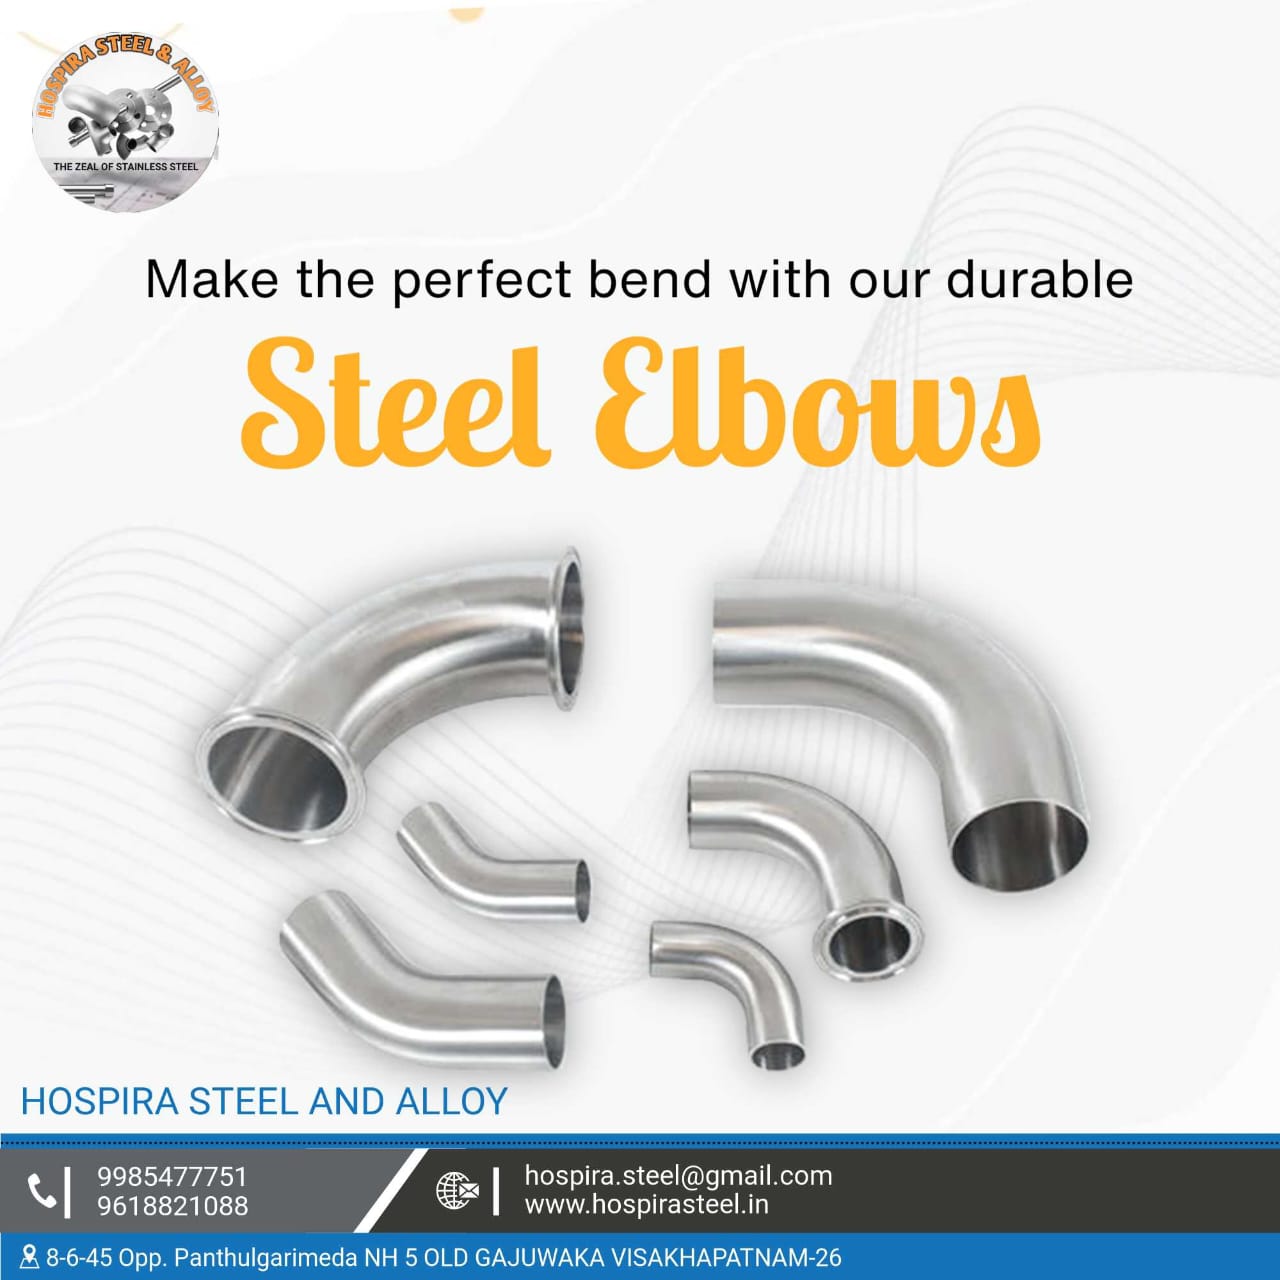 HOSPIRA STEEL & ALLOY
THE ZEAL OF STAINLESS STEEL
Make the perfect bend with our durable
Steel Elbows
HOSPIRA STEEL AND ALLOY
9985477751
9618821088
hospira.steel@gmail.com
www.hospirasteel.in
8-6-45 Opp. Panthulgarimeda NH 5 OLD GAJUWAKA VISAKHAPATNAM-26